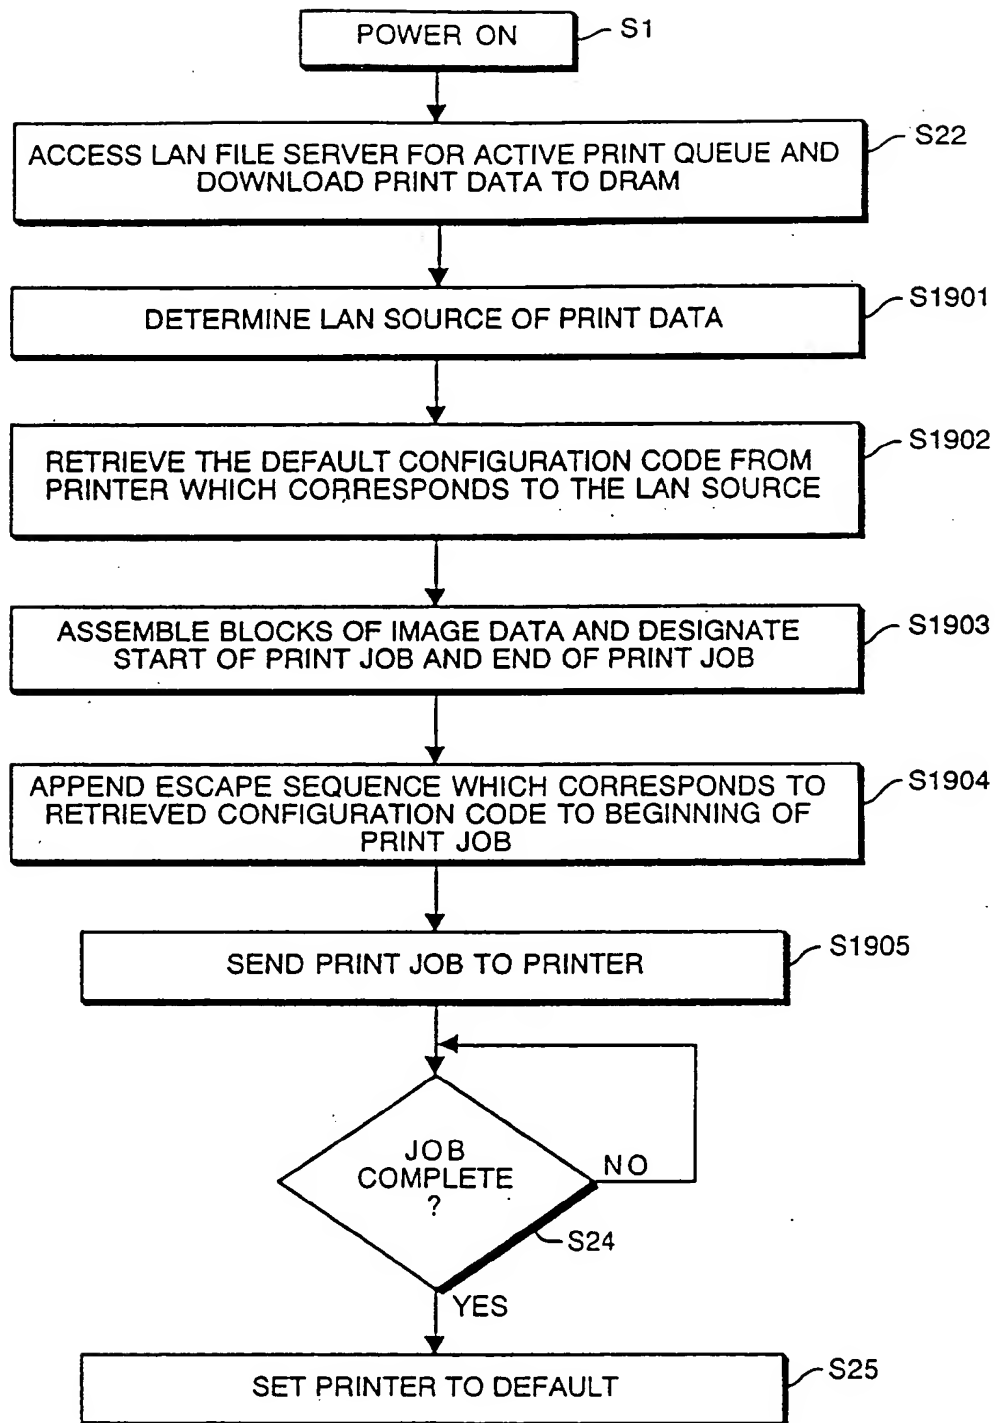 POWER ON
S1
ACCESS LAN FILE SERVER FOR ACTIVE PRINT QUEUE AND
DOWNLOAD PRINT DATA TO DRAM
S22
DETERMINE LAN SOURCE OF PRINT DATA
S1901
RETRIEVE THE DEFAULT CONFIGURATION CODE FROM
PRINTER WHICH CORRESPONDS TO THE LAN SOURCE
S1902
ASSEMBLE BLOCKS OF IMAGE DATA AND DESIGNATE
START OF PRINT JOB AND END OF PRINT JOB
S1903
APPEND ESCAPE SEQUENCE WHICH CORRESPONDS TO
RETRIEVED CONFIGURATION CODE TO BEGINNING OF
PRINT JOB
S1904
SEND PRINT JOB TO PRINTER
S1905
JOB
COMPLETE
?
NO
S24
YES
SET PRINTER TO DEFAULT
S25